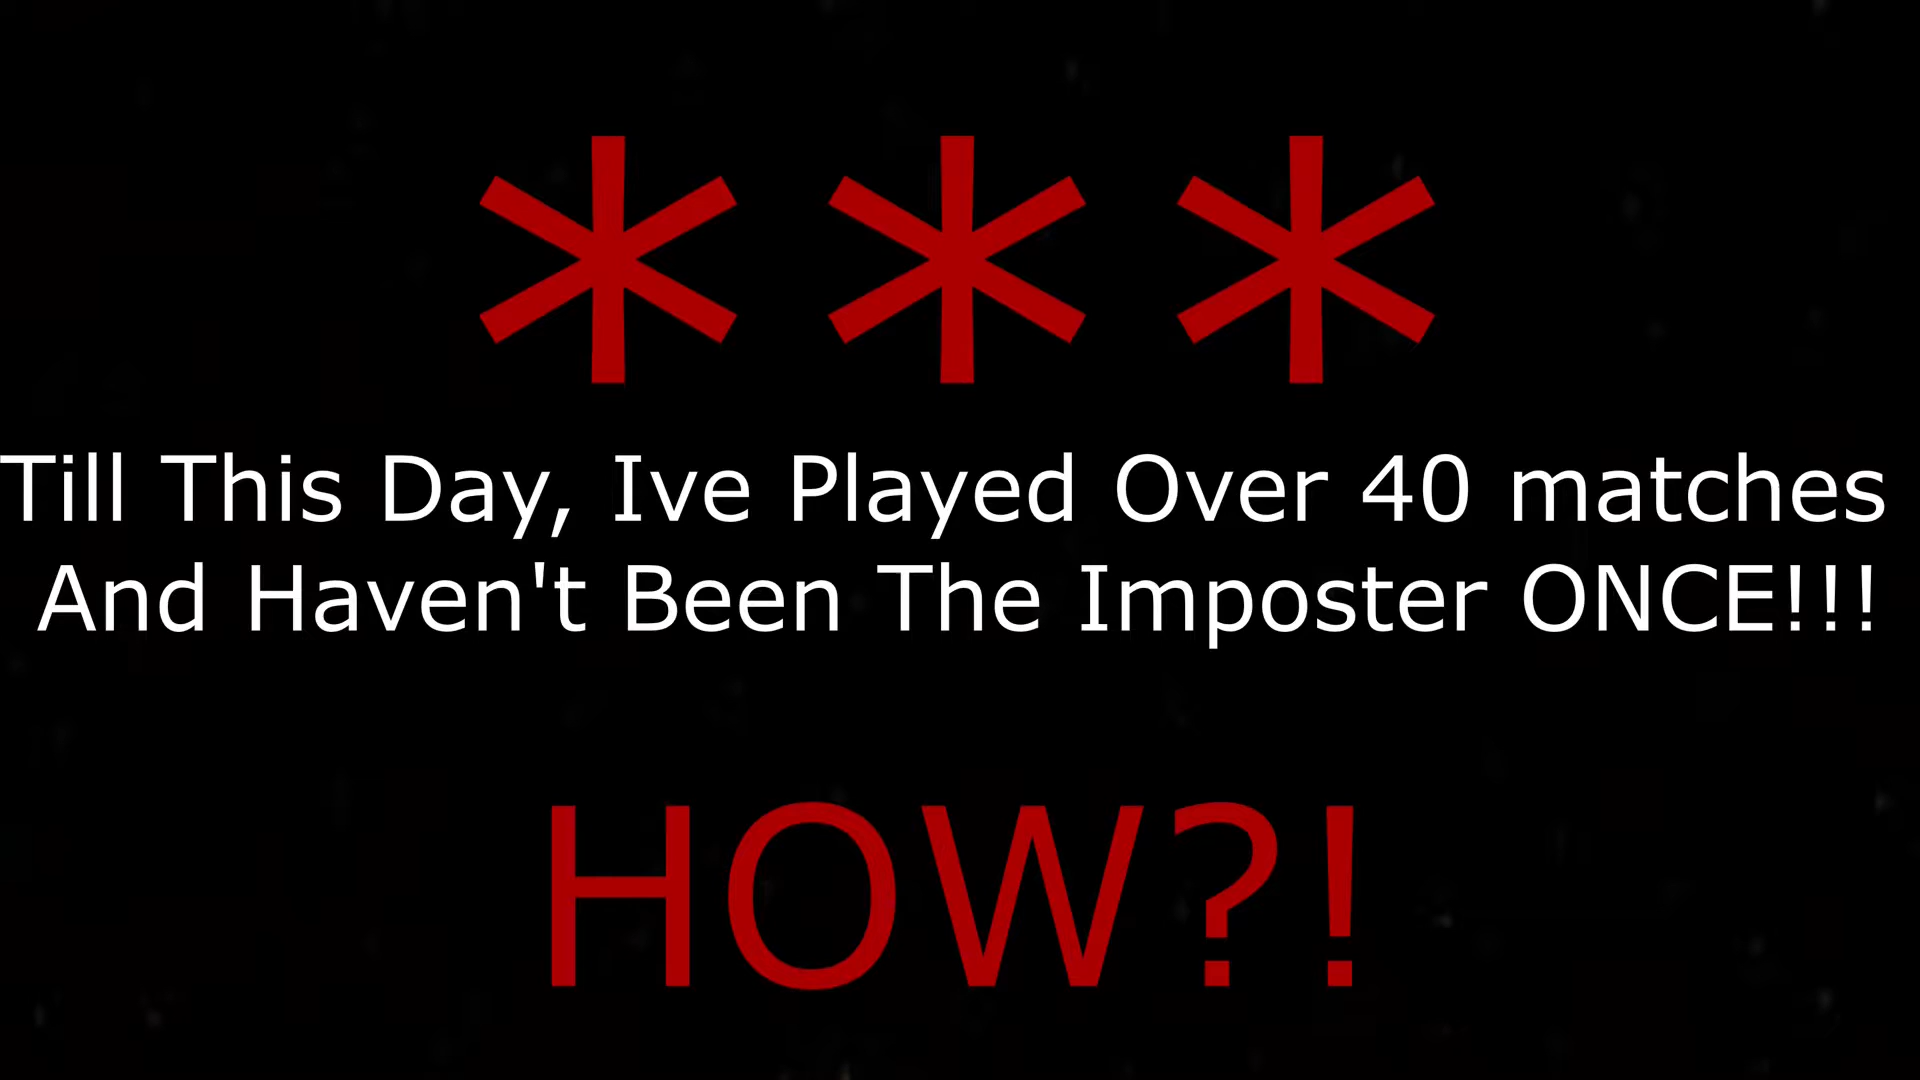 ***
Till This Day, Ive Played Over 40 matches
And Haven't Been The Imposter ONCE!!!
HOW?!